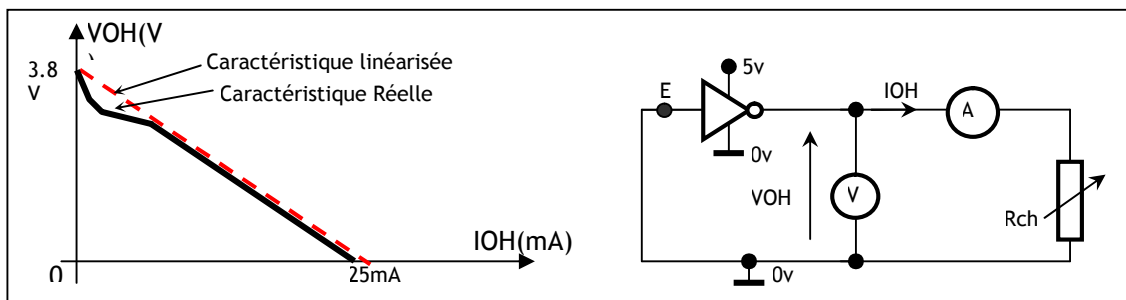 VOH(V
Caractéristique linéarisée
3.8
V
Caractéristique Réelle
IOH(mA)
0
25mA
5v
E
IOH
A
0v
VOH
V
Rch
0v